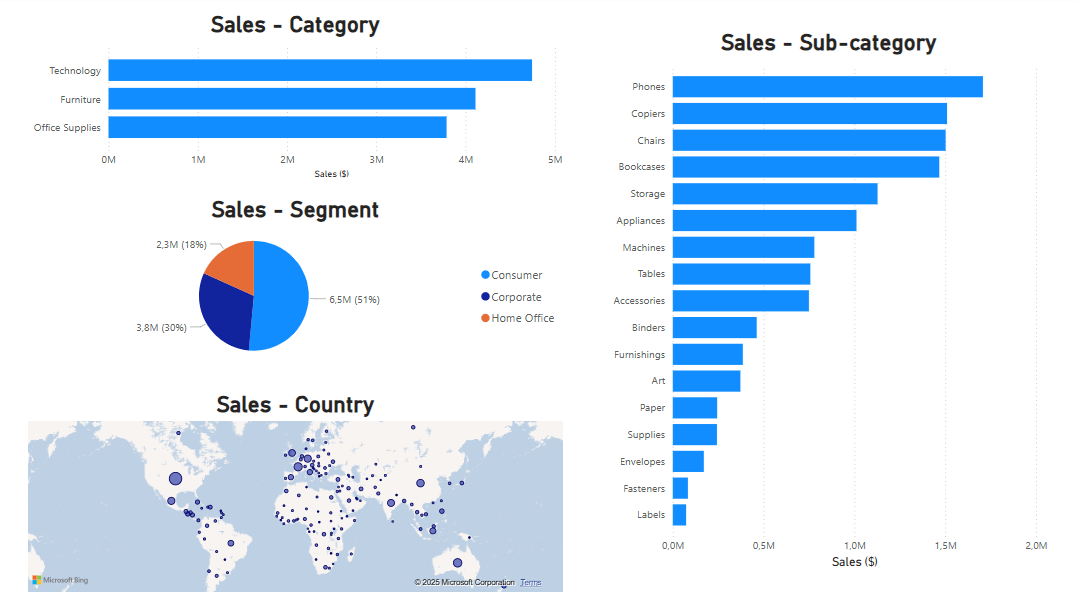 Sales - Category
Technology
Furniture
Office Supplies
0M 1M 2M 3M 4M 5M
Sales ($)
Sales - Segment
2,3M (18%)
6,5M (51%)
3,8M (30%)
Consumer
Corporate
Home Office
Sales - Country
Microsoft Bing
© 2025 Microsoft Corporation Terms
Sales - Sub-category
Phones
Copiers
Chairs
Bookcases
Storage
Appliances
Machines
Tables
Accessories
Binders
Furnishings
Art
Paper
Supplies
Envelopes
Fasteners
Labels
0,0M 0,5M 1,0M 1,5M 2,0M
Sales ($)